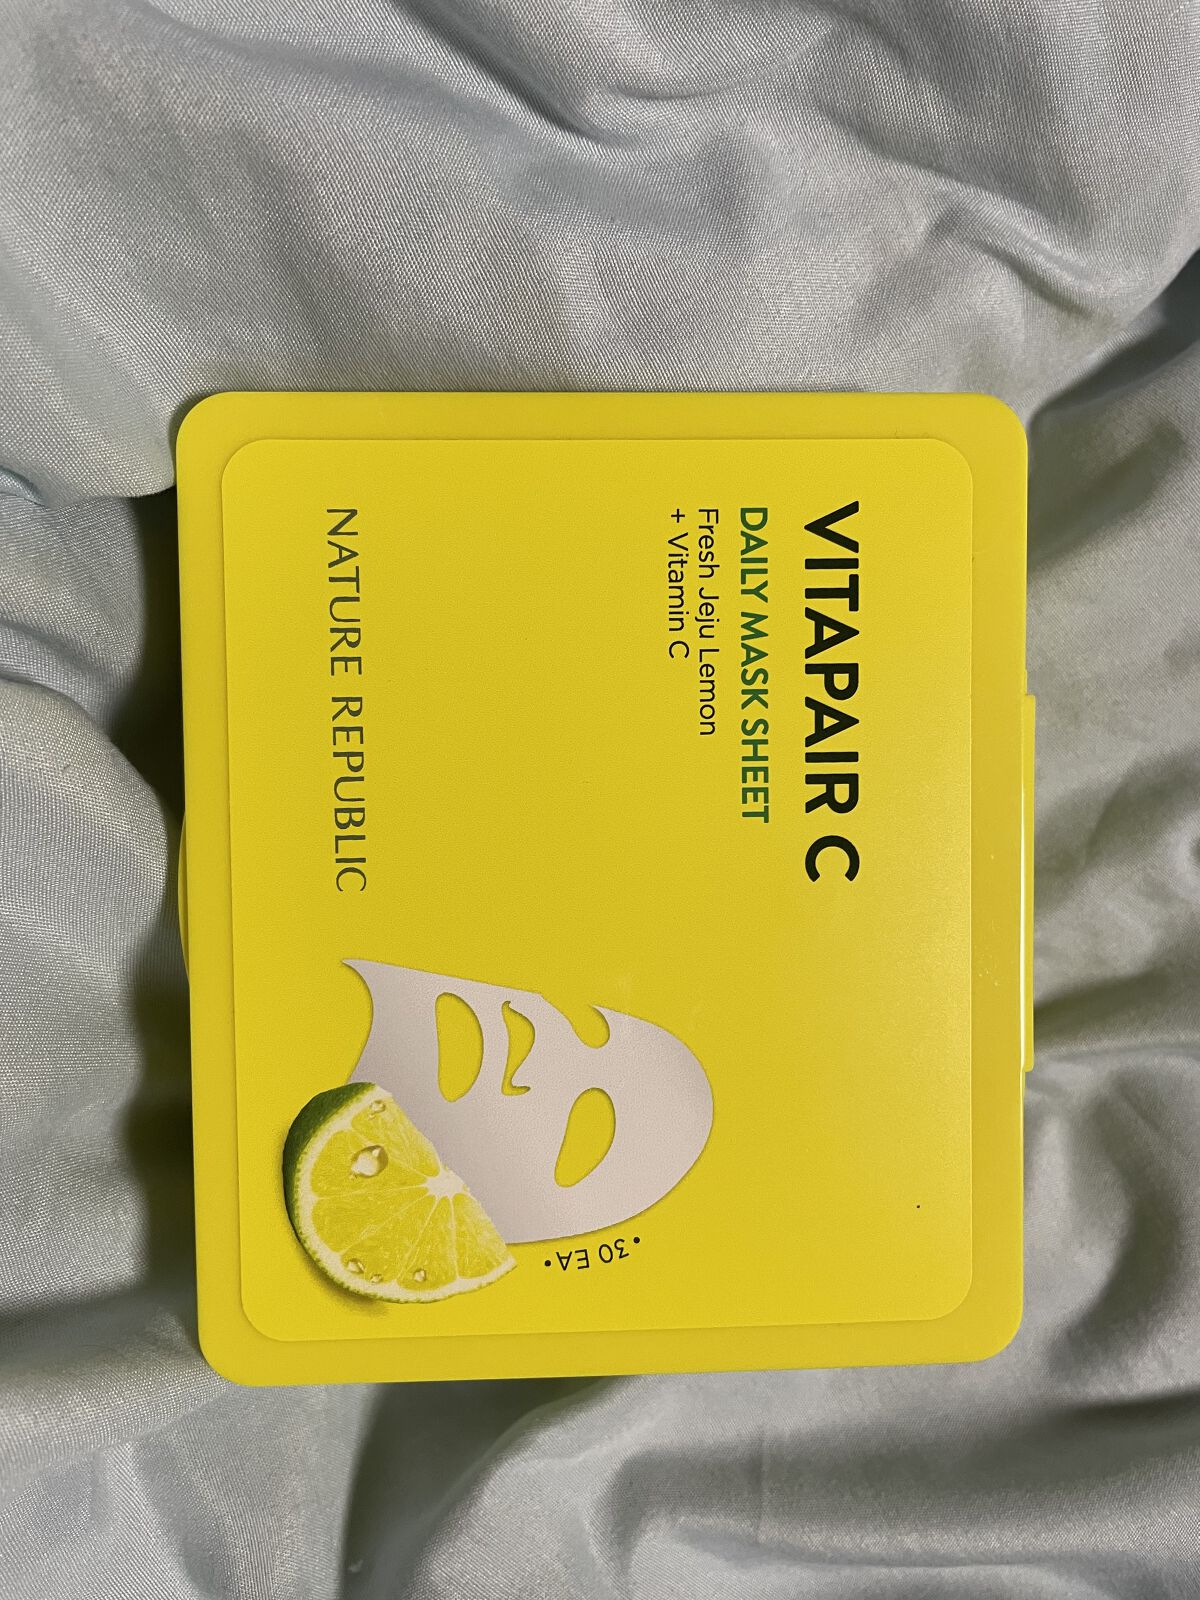 VITAPAIR C
DAILY MASK SHEET
Fresh Jeju Lemon
+ Vitamin C
•30 EA•
NATURE REPUBLIC